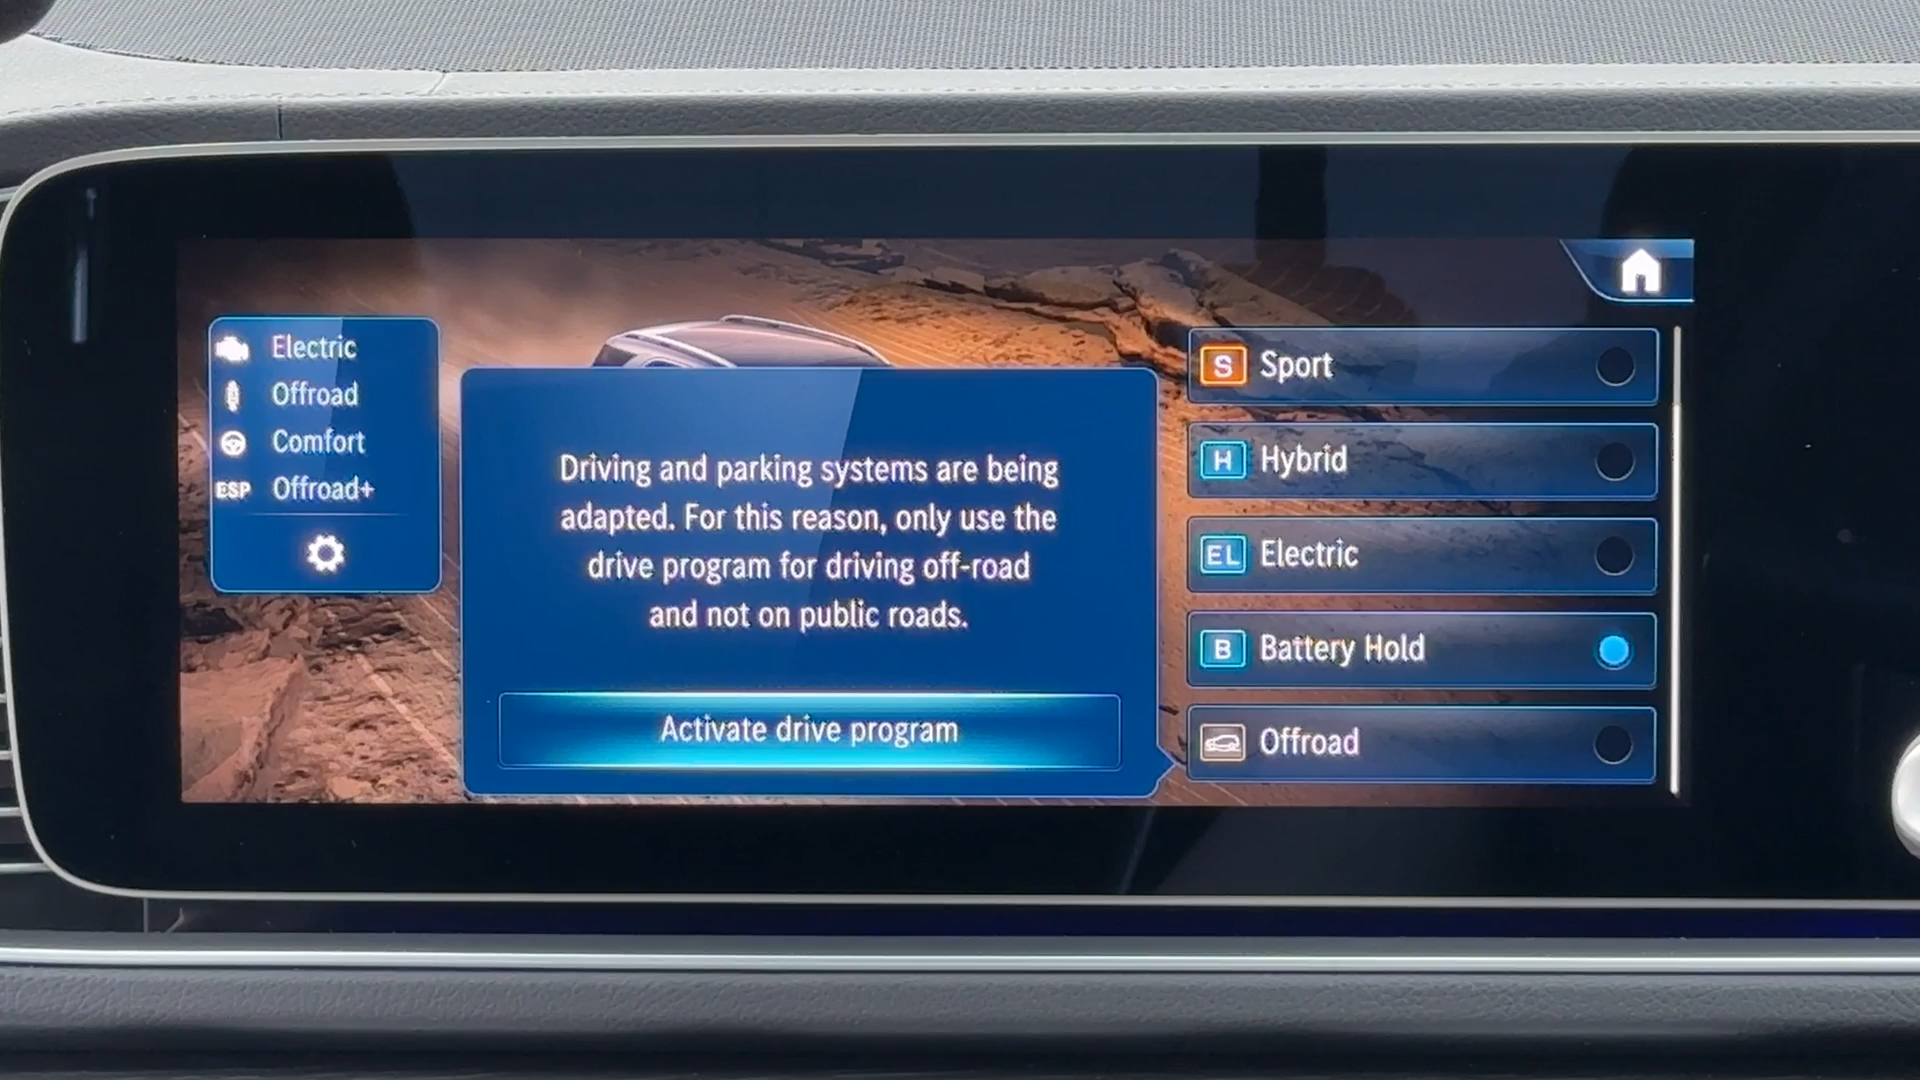 Electric
Offroad
Comfort
ESP Offroad+
Driving and parking systems are being
adapted. For this reason, only use the
drive program for driving off-road
and not on public roads.
Activate drive program
S Sport
H Hybrid
EL Electric
B Battery Hold
Offroad